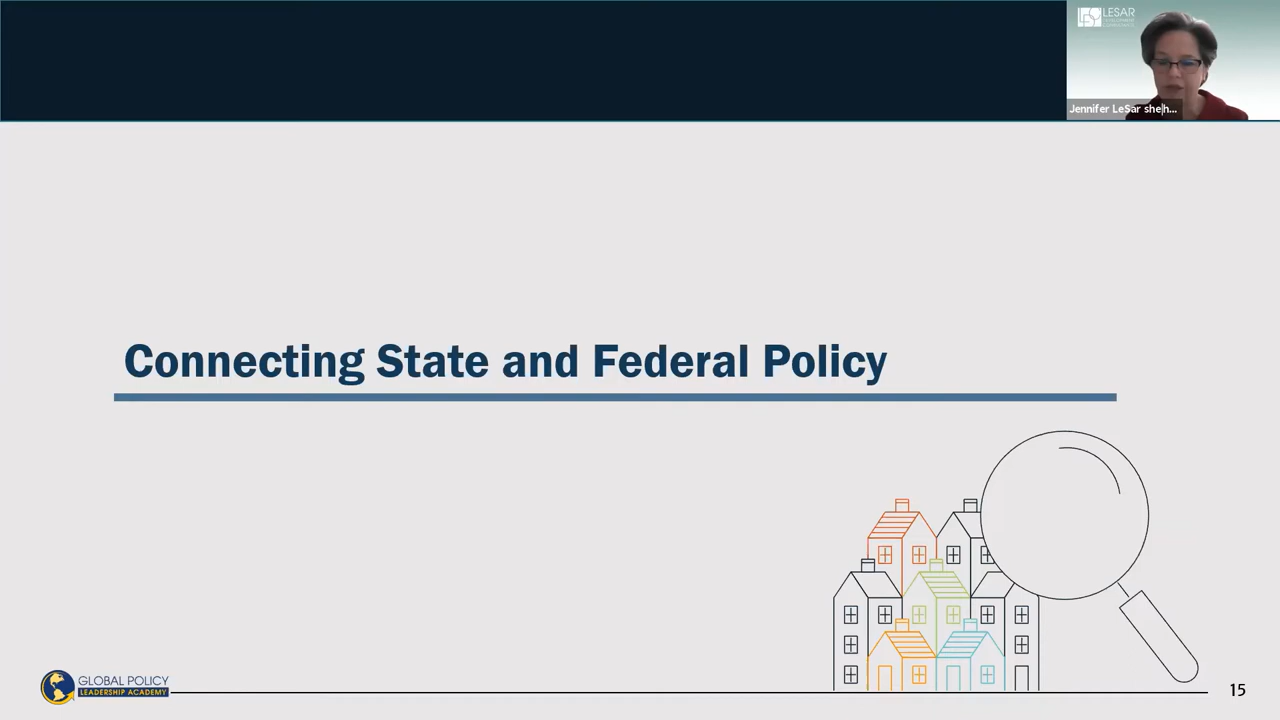 LESAR
Jennifer LeSar she|h...
Connecting State and Federal Policy
GLOBAL POLICY
LEADERSHIP ACADEMY
15